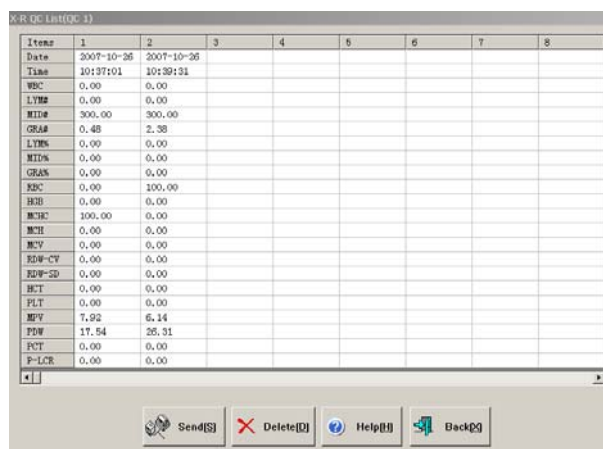 X-R QC List(QC 1)
Items 1 2 3 4 5 6 7 8
Date 2007-10-26 2007-10-26
Time 10:37:01 10:39:31
WBC 0.00 0.00
LYM# 0.00 0.00
MID# 300.00 300.00
GRA# 0.48 2.38
LYM% 0.00 0.00
MID% 0.00 0.00
GRA% 0.00 0.00
RBC 0.00 100.00
HGB 0.00 0.00
MCHC 100.00 0.00
MCH 0.00 0.00
MCV 0.00 0.00
RDW-CV 0.00 0.00
RDW-SD 0.00 0.00
HCT 0.00 0.00
PLT 0.00 0.00
MPV 7.92 6.14
PDW 17.54 26.31
PCT 0.00 0.00
P-LCR 0.00 0.00
Send[S] Delete[D] Help[H] Back[X]